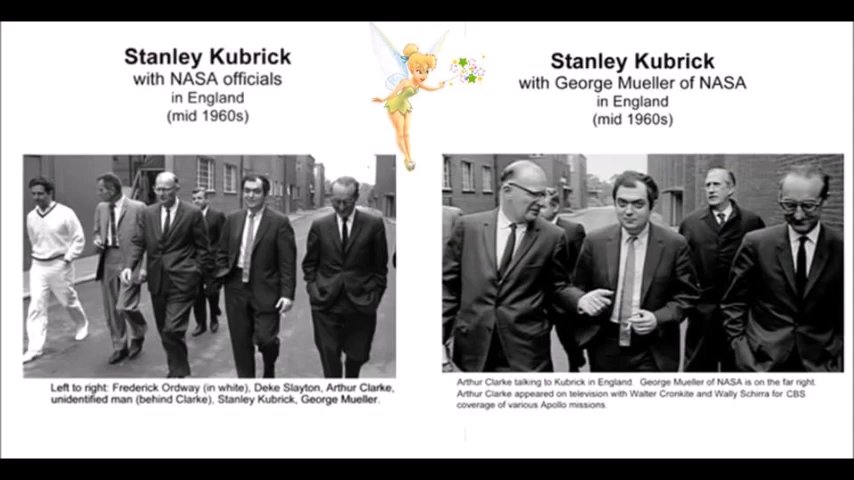 Stanley Kubrick
with NASA officials
in England
(mid 1960s)
Left to right: Frederick Ordway (in white), Deke Slayton, Arthur Clarke,
unidentified man (behind Clarke), Stanley Kubrick, George Mueller.
Stanley Kubrick
with George Mueller of NASA
in England
(mid 1960s)
Arthur Clarke talking to Kubrick in England. George Mueller of NASA is on the far right.
Arthur Clarke appeared on television with Walter Cronkite and Wally Schirra for CBS
coverage of various Apollo missions.